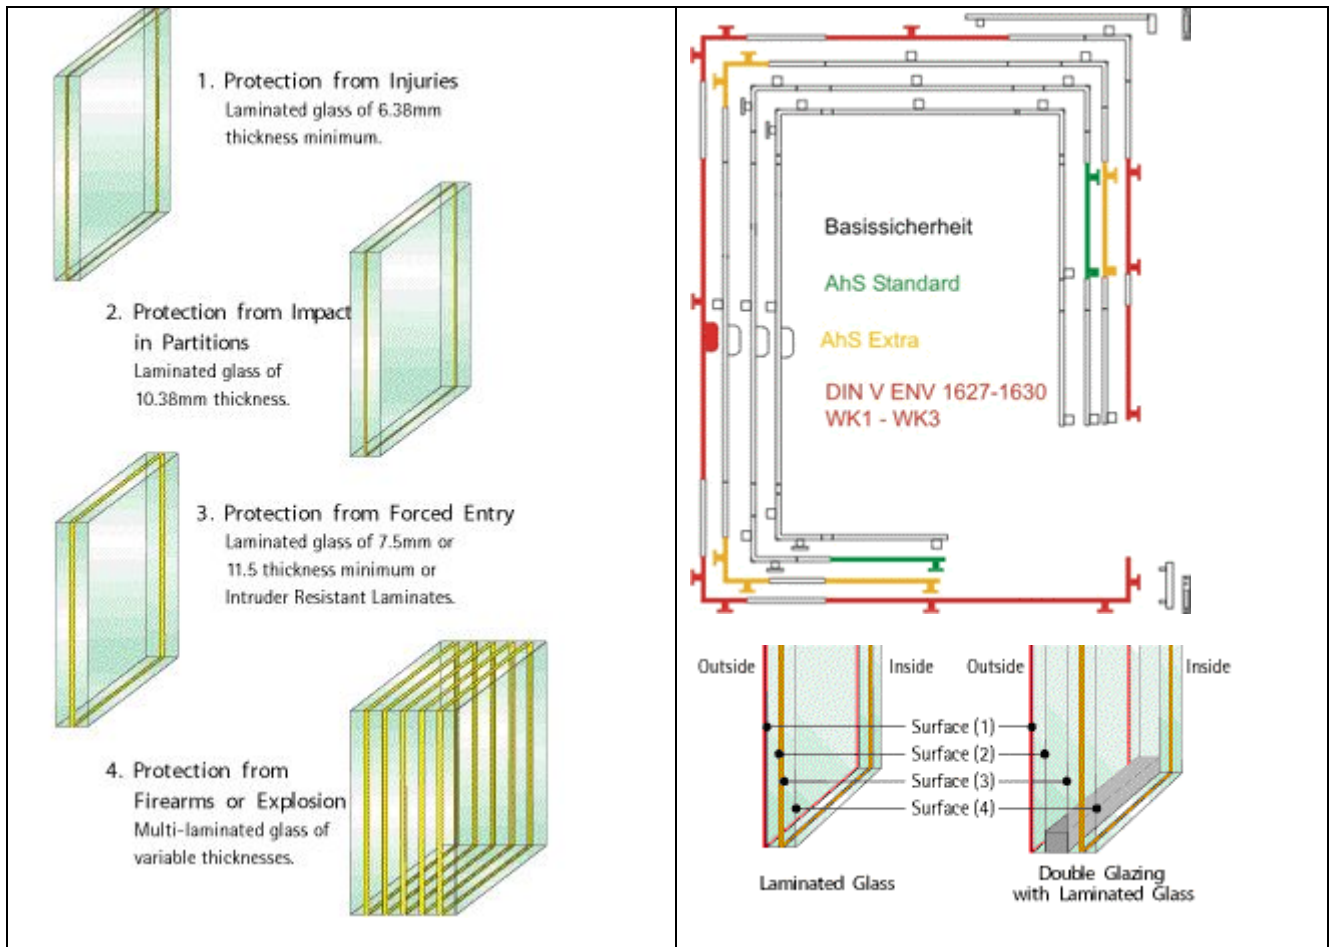 1. Protection from Injuries
Laminated glass of 6.38mm
thickness minimum.
2. Protection from Impact
in Partitions
Laminated glass of
10.38mm thickness.
3. Protection from Forced Entry
Laminated glass of 7.5mm or
11.5 thickness minimum or
Intruder Resistant Laminates.
4. Protection from
Firearms or Explosion
Multi-laminated glass of
variable thicknesses.
Basissicherheit
AhS Standard
AhS Extra
DIN V ENV 1627-1630
WK1 - WK3
Outside Inside Outside Inside
Surface (1)
Surface (2)
Surface (3)
Surface (4)
Laminated Glass
Double Glazing
with Laminated Glass